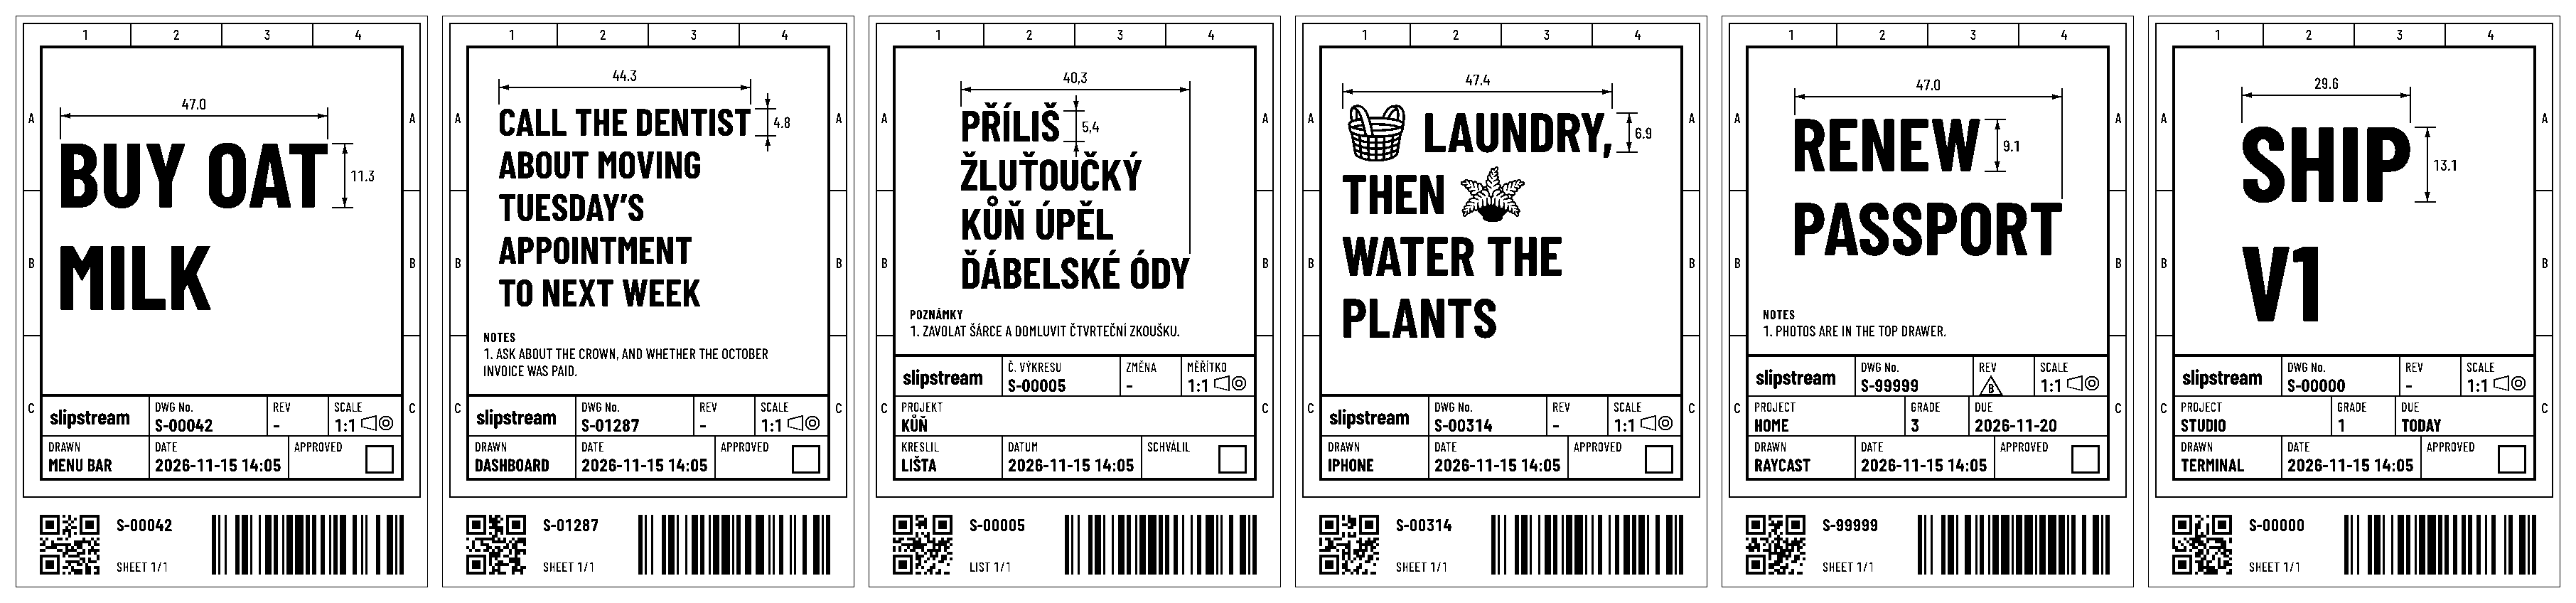 1 2 3 4
47.0
A A
BUY OAT
11.3
MILK
B B
C C
slipstream
DWG No.
S-00042
REV
-
SCALE
1:1
DRAWN
MENU BAR
DATE
2026-11-15 14:05
APPROVED
S-00042
SHEET 1/1
1 2 3 4
44.3
A A
CALL THE DENTIST
4.8
ABOUT MOVING
TUESDAY’S
APPOINTMENT
TO NEXT WEEK
B B
NOTES
1. ASK ABOUT THE CROWN, AND WHETHER THE OCTOBER
INVOICE WAS PAID.
C C
slipstream
DWG No.
S-01287
REV
-
SCALE
1:1
DRAWN
DASHBOARD
DATE
2026-11-15 14:05
APPROVED
S-01287
SHEET 1/1
1 2 3 4
40,3
A A
PŘÍLIŠ
5,4
ŽLUŤOUČKÝ
KŮŇ ÚPĚL
ĎÁBELSKÉ ÓDY
B B
POZNÁMKY
1. ZAVOLAT ŠÁRCE A DOMLUVIT ČTVRTEČNÍ ZKOUŠKU.
slipstream
Č. VÝKRESU
S-00005
ZMĚNA
-
MĚŘÍTKO
1:1
C C
PROJEKT
KŮŇ
KRESLIL
LIŠTA
DATUM
2026-11-15 14:05
SCHVÁLIL
S-00005
LIST 1/1
1 2 3 4
47.4
A A
LAUNDRY,
6.9
THEN
WATER THE
PLANTS
B B
C C
slipstream
DWG No.
S-00314
REV
-
SCALE
1:1
DRAWN
IPHONE
DATE
2026-11-15 14:05
APPROVED
S-00314
SHEET 1/1
1 2 3 4
47.0
A A
RENEW
9.1
PASSPORT
B B
NOTES
1. PHOTOS ARE IN THE TOP DRAWER.
slipstream
DWG No.
S-99999
REV
B
SCALE
1:1
C C
PROJECT
HOME
GRADE
3
DUE
2026-11-20
DRAWN
RAYCAST
DATE
2026-11-15 14:05
APPROVED
S-99999
SHEET 1/1
1 2 3 4
29.6
A A
SHIP
13.1
V1
B B
slipstream
DWG No.
S-00000
REV
-
SCALE
1:1
C C
PROJECT
STUDIO
GRADE
1
DUE
TODAY
DRAWN
TERMINAL
DATE
2026-11-15 14:05
APPROVED
S-00000
SHEET 1/1